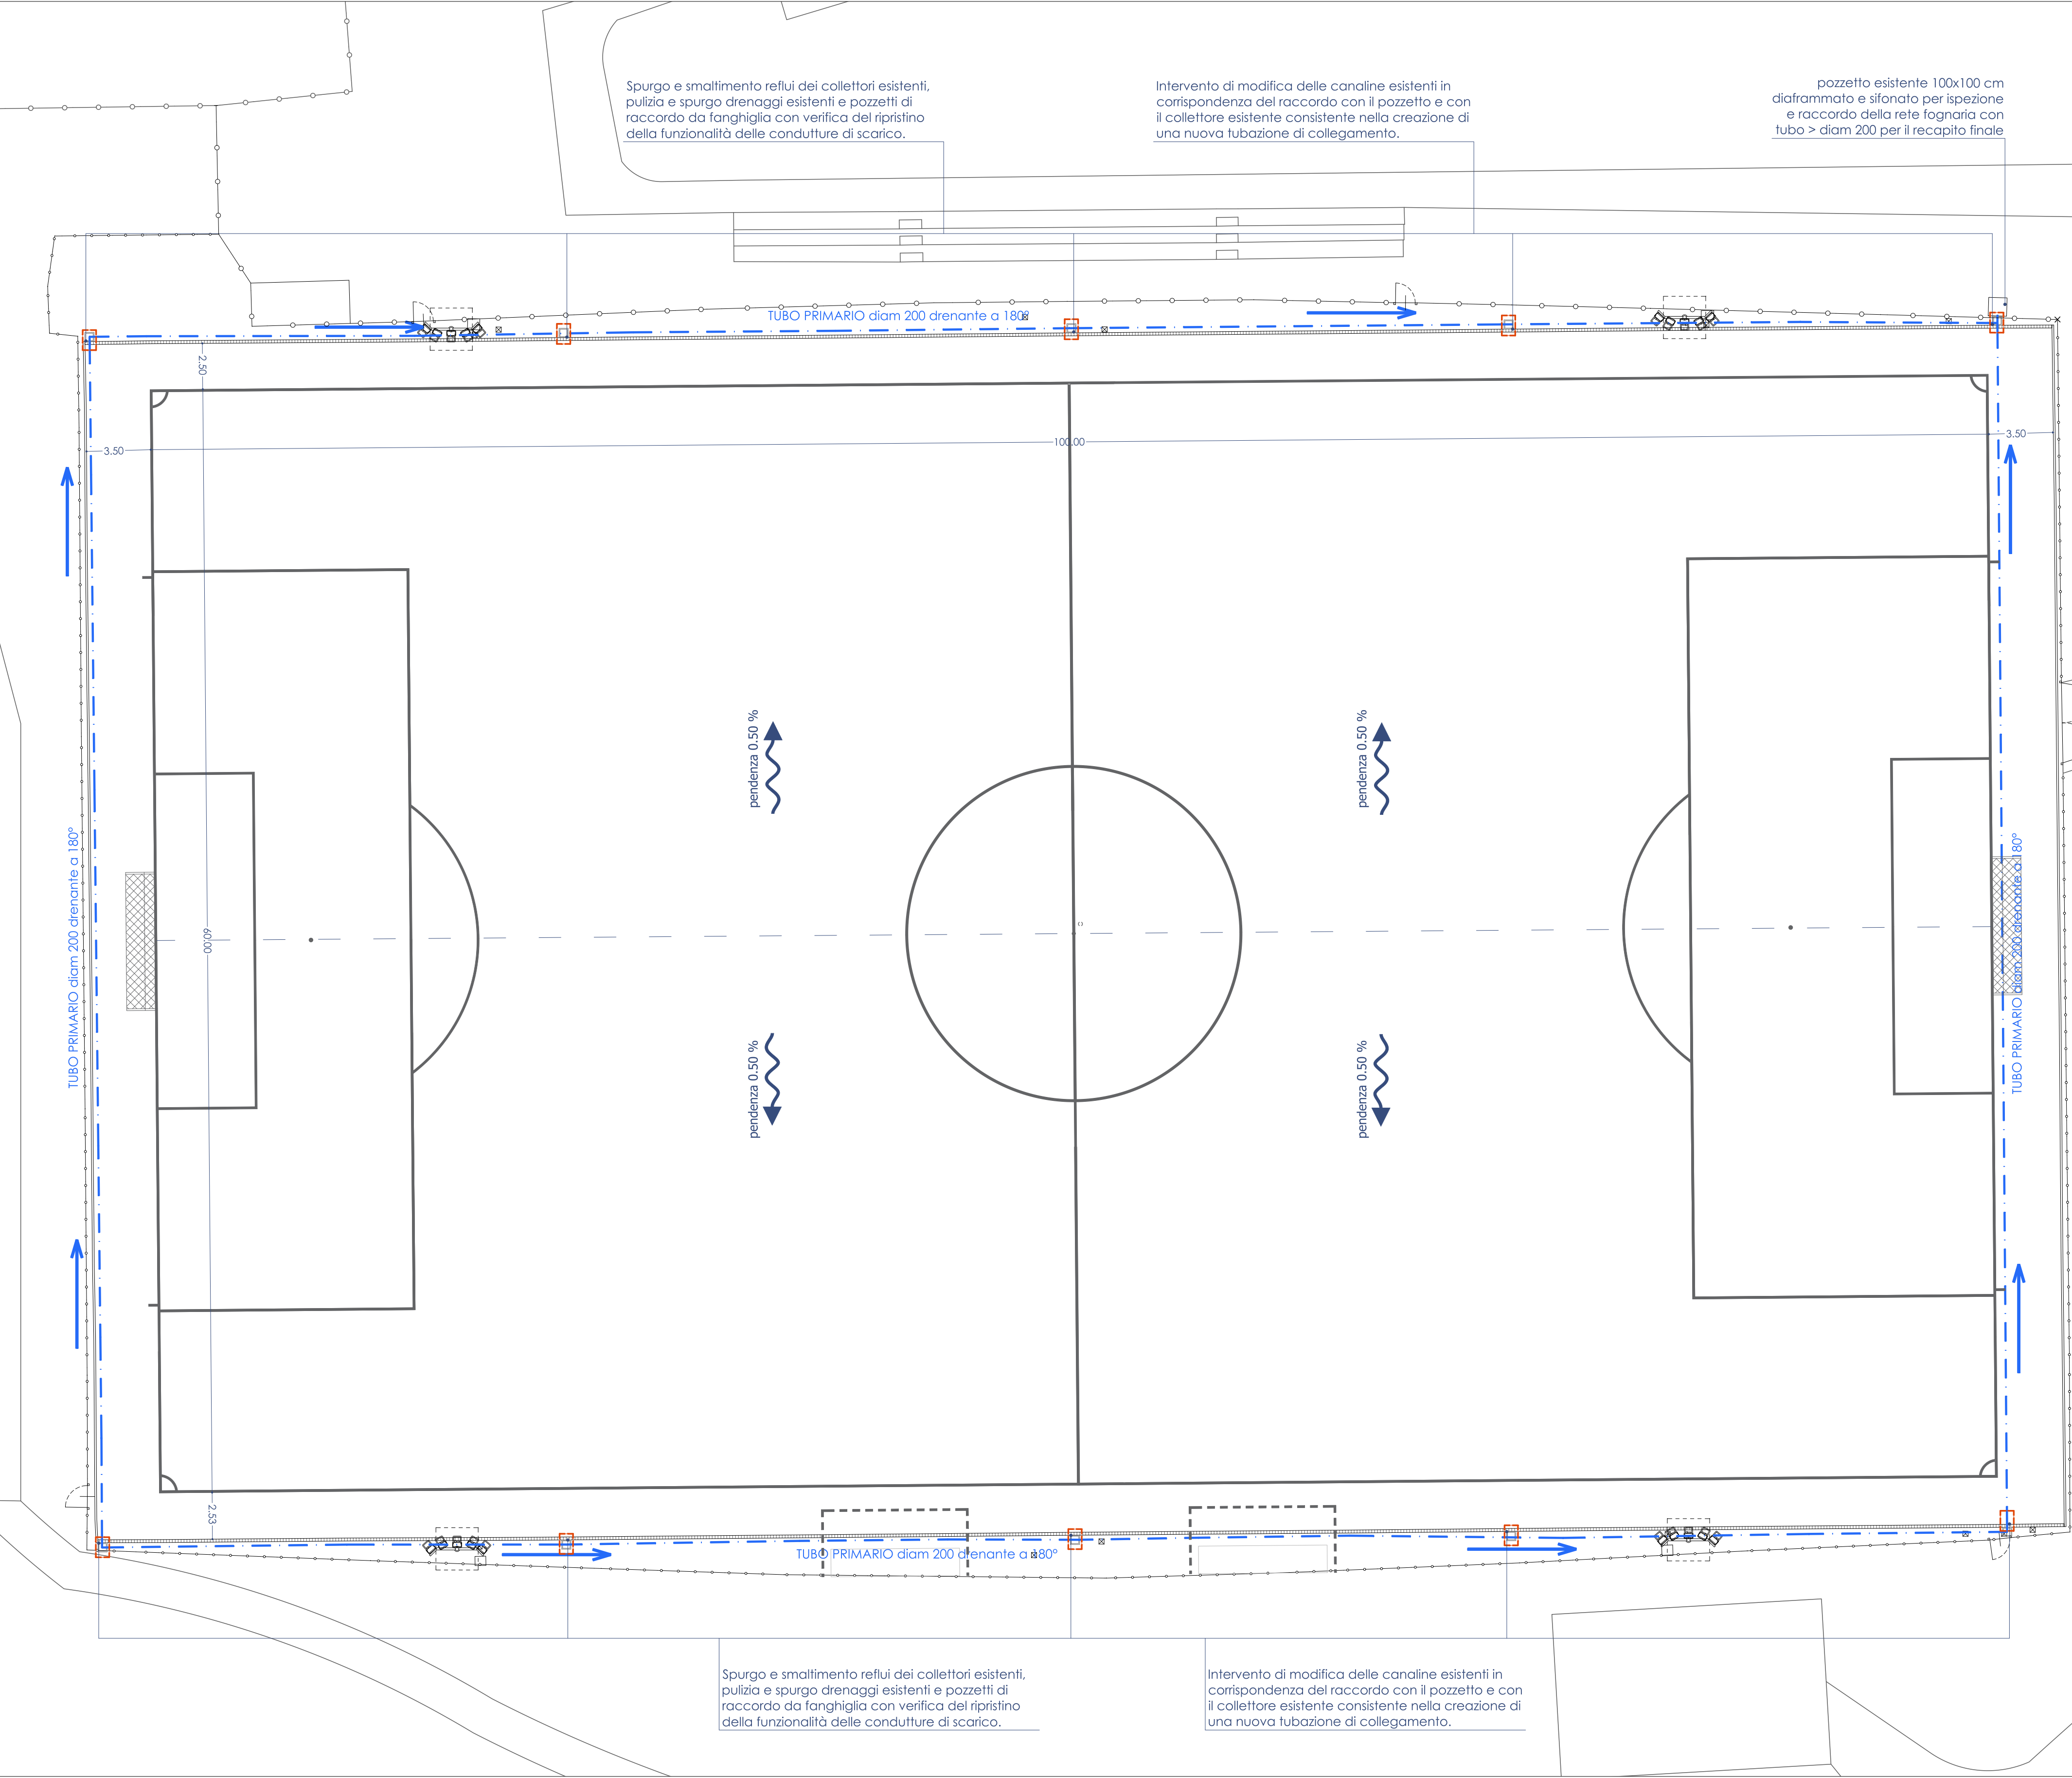 Spurgo e smaltimento reflui dei collettori esistenti,
pulizia e spurgo drenaggi esistenti e pozzetti di
raccordo da fanghiglia con verifica del ripristino
della funzionalità delle condutture di scarico.
Intervento di modifica delle canaline esistenti in
corrispondenza del raccordo con il pozzetto e con
il collettore esistente consistente nella creazione di
una nuova tubazione di collegamento.
pozzetto esistente 100x100 cm
diaframmato e sifonato per ispezione
e raccordo della rete fognaria con
tubo > diam 200 per il recapito finale
TUBO PRIMARIO diam 200 drenante a 180°
2.50
3.50
100.00
3.50
pendenza 0.50 %
pendenza 0.50 %
TUBO PRIMARIO diam 200 drenante a 180°
60.00
C
TUBO PRIMARIO diam 200 drenante a 180°
pendenza 0.50 %
pendenza 0.50 %
2.53
TUBO PRIMARIO diam 200 drenante a 180°
Spurgo e smaltimento reflui dei collettori esistenti,
pulizia e spurgo drenaggi esistenti e pozzetti di
raccordo da fanghiglia con verifica del ripristino
della funzionalità delle condutture di scarico.
Intervento di modifica delle canaline esistenti in
corrispondenza del raccordo con il pozzetto e con
il collettore esistente consistente nella creazione di
una nuova tubazione di collegamento.